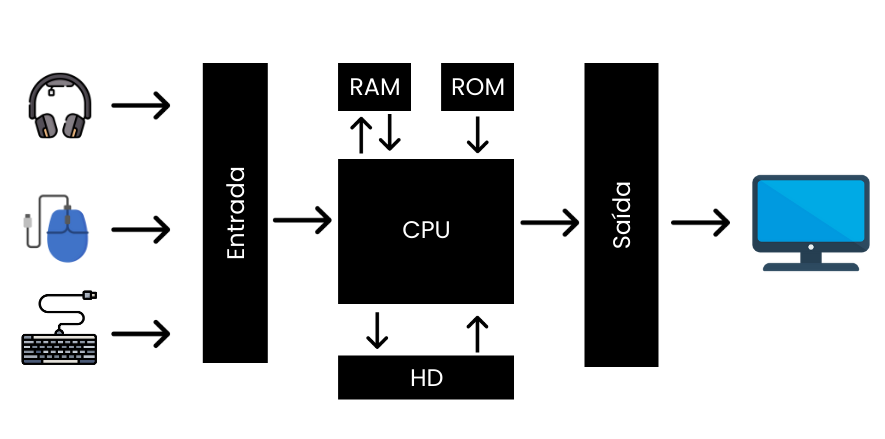 Entrada
RAM
ROM
CPU
HD
Saída